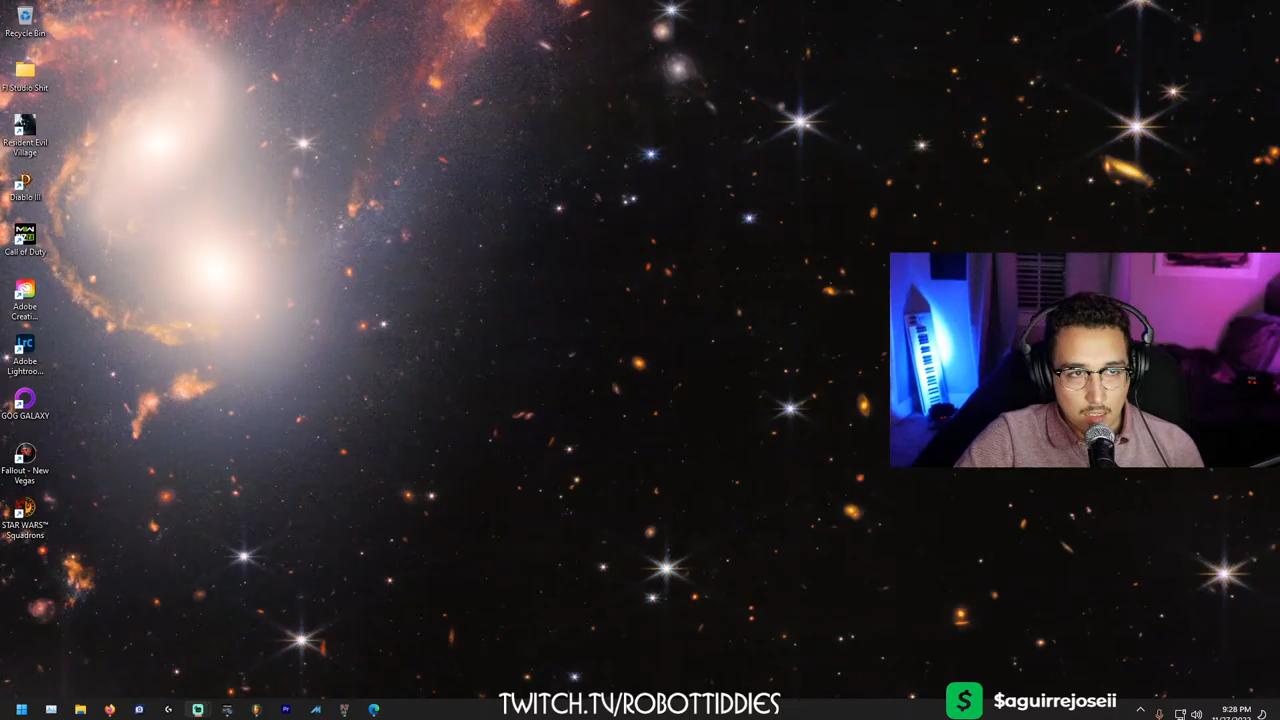 Recycle Bin
Fl Studio Shit
Resident Evil
Village
Diablo III
Call of Duty
Adobe
Creati...
Adobe
Lightroo...
GOG GALAXY
Fallout - New
Vegas
STAR WARS™
Squadrons
TWITCH.TV/ROBOTTIDDIES
$aguirrejoseii
9:28 PM